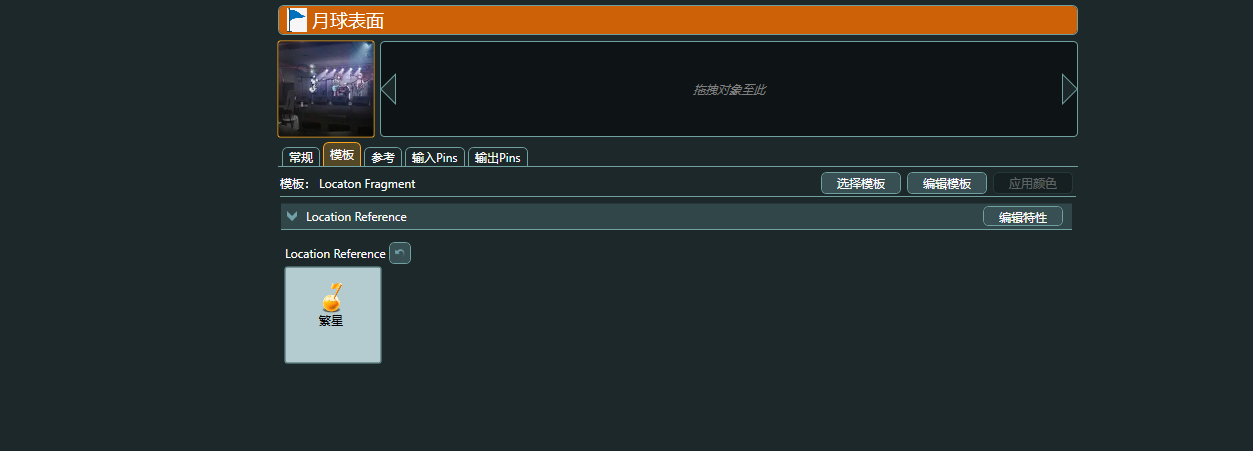 月球表面
拖拽对象至此
常规 模板 参考 输入Pins 输出Pins
模板: Locaton Fragment 选择模板 编辑模板 应用颜色
Location Reference 编辑特性
Location Reference
繁星